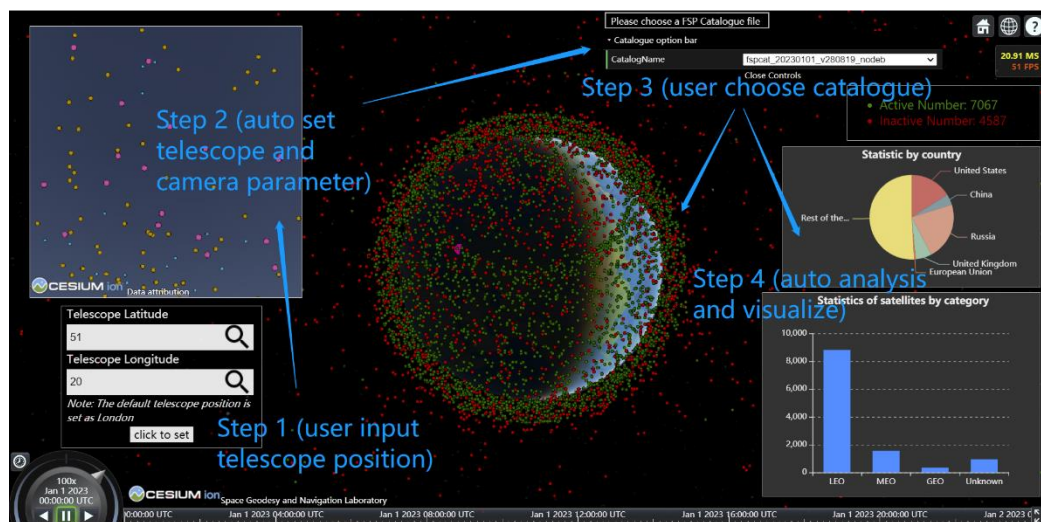 Please choose a FSP Catalogue file
Catalogue option bar
CatalogName
fspcat_20230101_v280819_nodeb
Close Controls
?
20.91 MS
51 FPS
Step 2 (auto set
telescope and
camera parameter)
Step 3 (user choose catalogue)
Active Number: 7067
Inactive Number: 4587
Statistic by country
United States
China
Rest of the...
Russia
United Kingdom
European Union
CESIUM ion
Data attribution
Step 4 (auto analysis
and visualize)
Statistics of satellites by category
10,000
8,000
6,000
4,000
2,000
0
LEO
MEO
GEO
Unknown
Telescope Latitude
51
Telescope Longitude
20
Note: The default telescope position is
set as London
click to set
Step 1 (user input
telescope position)
100x
Jan 1 2023
00:00:00 UTC
CESIUM ion
Space Geodesy and Navigation Laboratory
0:00:00 UTC
Jan 1 2023 04:00:00 UTC
Jan 1 2023 08:00:00 UTC
Jan 1 2023 12:00:00 UTC
Jan 1 2023 16:00:00 UTC
Jan 1 2023 20:00:00 UTC
Jan 2 2023